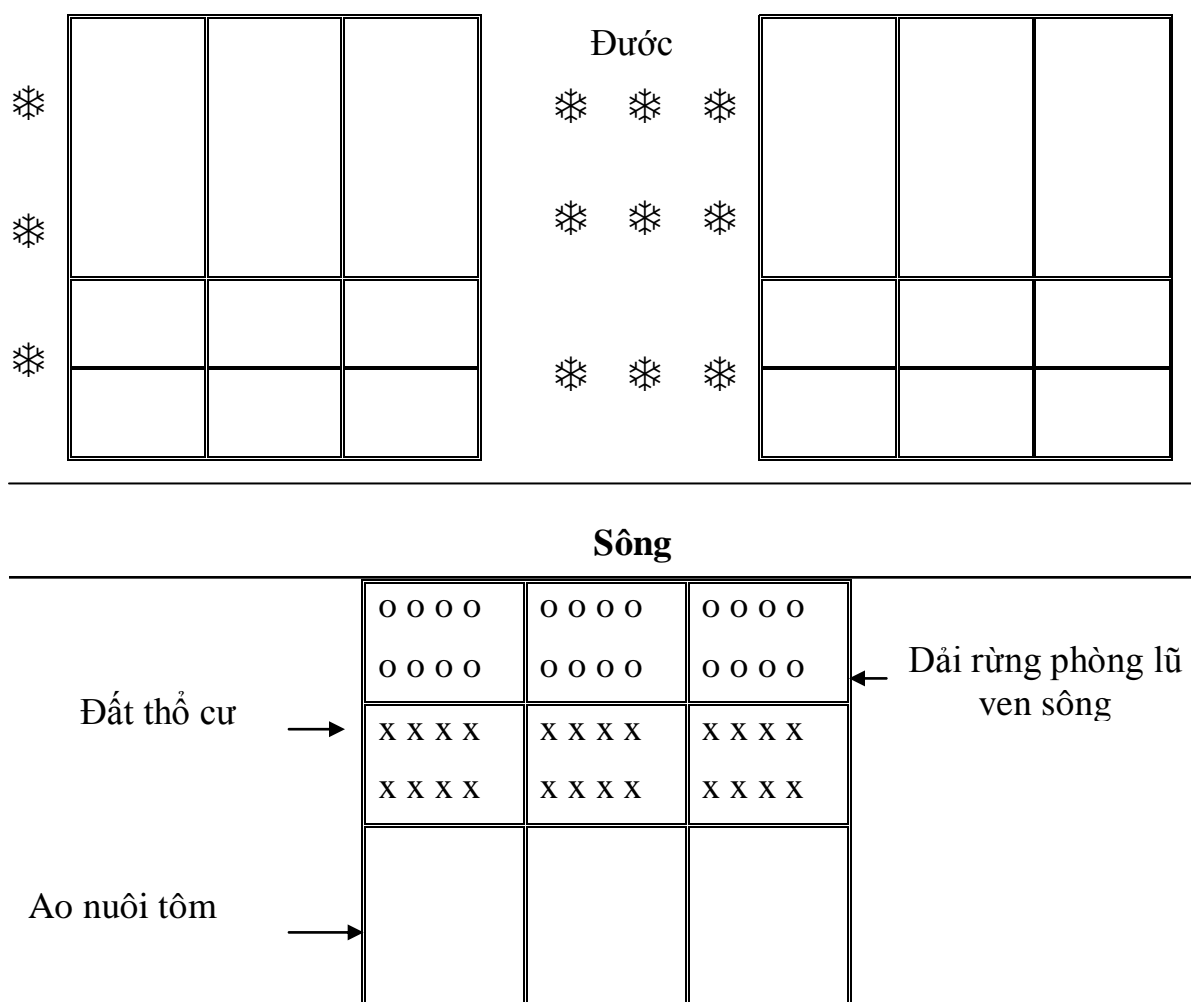 Đước
Sông
o o o o o o o o o o o o
o o o o o o o o o o o o
Dải rừng phòng lũ
ven sông
Đất thổ cư
x x x x x x x x x x x x
x x x x x x x x x x x x
Ao nuôi tôm